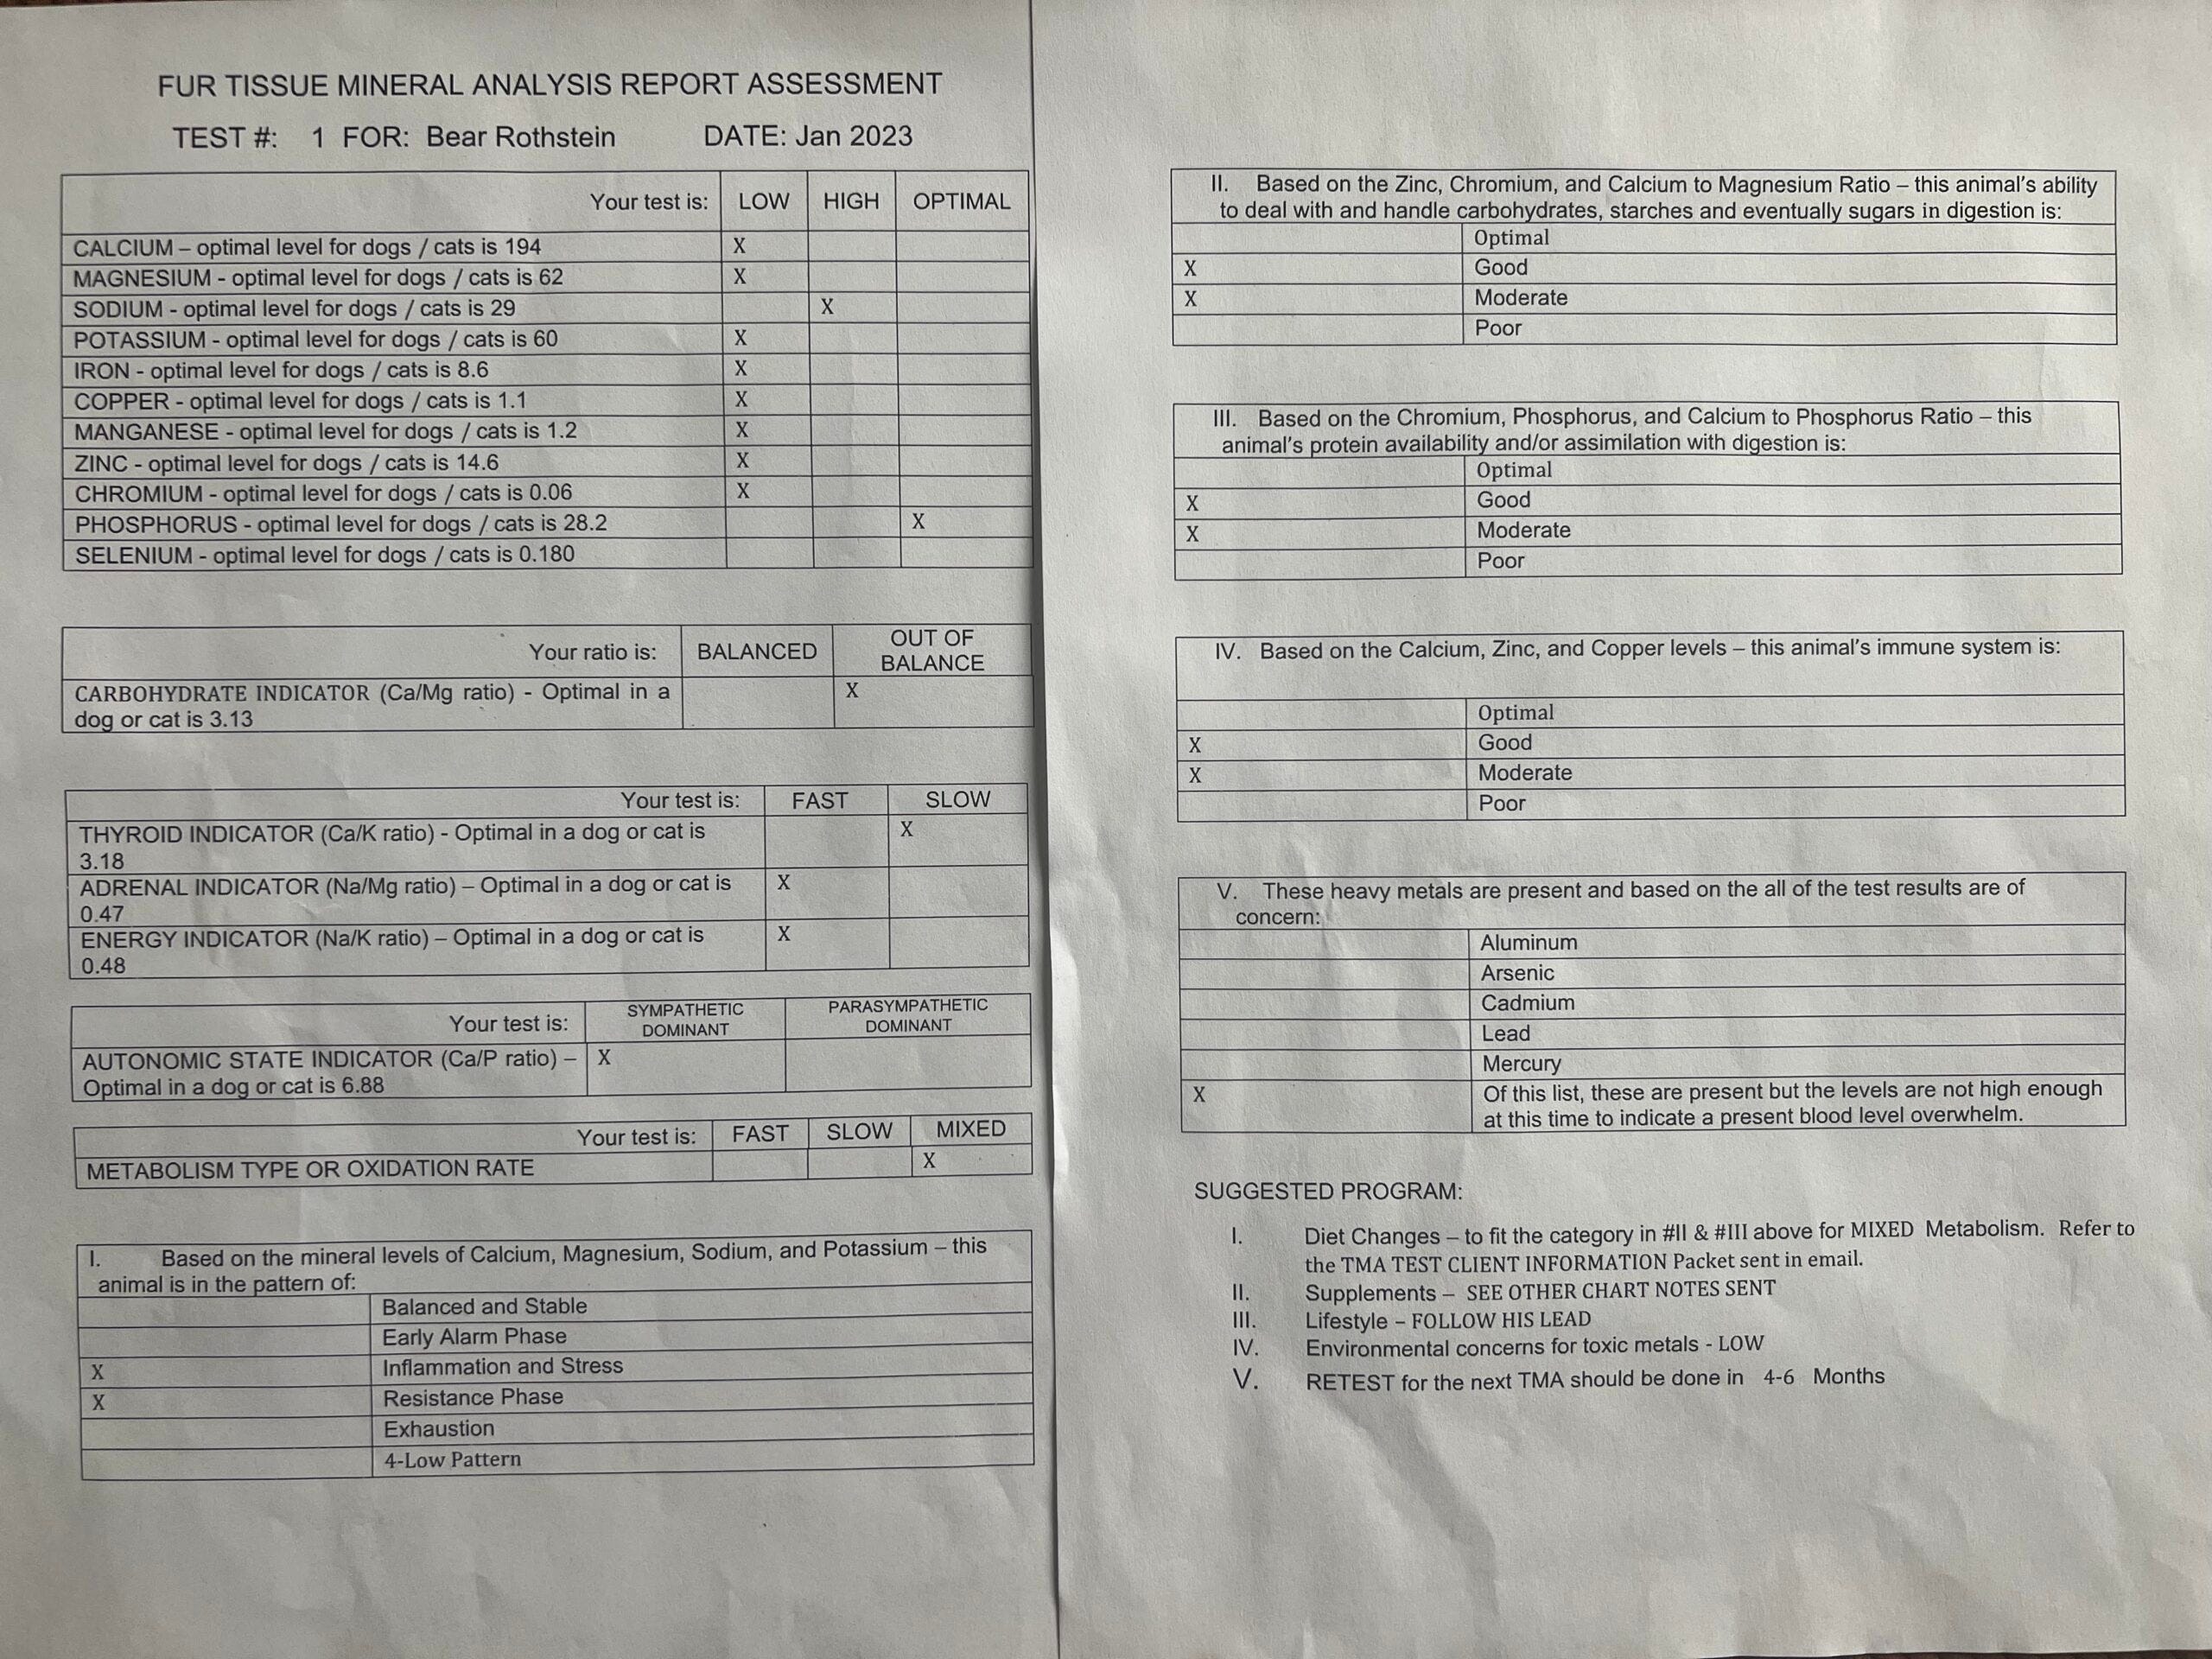 FUR TISSUE MINERAL ANALYSIS REPORT ASSESSMENT
TEST #: 1 FOR: Bear Rothstein DATE: Jan 2023
Your test is: LOW HIGH OPTIMAL
CALCIUM – optimal level for dogs / cats is 194 X
MAGNESIUM - optimal level for dogs / cats is 62 X
SODIUM - optimal level for dogs / cats is 29 X
POTASSIUM - optimal level for dogs / cats is 60 X
IRON - optimal level for dogs / cats is 8.6 X
COPPER - optimal level for dogs / cats is 1.1 X
MANGANESE - optimal level for dogs / cats is 1.2 X
ZINC - optimal level for dogs / cats is 14.6 X
CHROMIUM - optimal level for dogs / cats is 0.06 X
PHOSPHORUS - optimal level for dogs / cats is 28.2 X
SELENIUM - optimal level for dogs / cats is 0.180
Your ratio is: BALANCED OUT OF
BALANCE
CARBOHYDRATE INDICATOR (Ca/Mg ratio) - Optimal in a X
dog or cat is 3.13
Your test is: FAST SLOW
THYROID INDICATOR (Ca/K ratio) - Optimal in a dog or cat is X
3.18
ADRENAL INDICATOR (Na/Mg ratio) – Optimal in a dog or cat is X
0.47
ENERGY INDICATOR (Na/K ratio) – Optimal in a dog or cat is X
0.48
Your test is: SYMPATHETIC PARASYMPATHETIC
DOMINANT DOMINANT
AUTONOMIC STATE INDICATOR (Ca/P ratio) – X
Optimal in a dog or cat is 6.88
Your test is: FAST SLOW MIXED
METABOLISM TYPE OR OXIDATION RATE X
I. Based on the mineral levels of Calcium, Magnesium, Sodium, and Potassium – this
animal is in the pattern of:
Balanced and Stable
Early Alarm Phase
X Inflammation and Stress
X Resistance Phase
Exhaustion
4-Low Pattern
II. Based on the Zinc, Chromium, and Calcium to Magnesium Ratio – this animal's ability
to deal with and handle carbohydrates, starches and eventually sugars in digestion is:
Optimal
X Good
X Moderate
Poor
III. Based on the Chromium, Phosphorus, and Calcium to Phosphorus Ratio – this
animal's protein availability and/or assimilation with digestion is:
Optimal
X Good
X Moderate
Poor
IV. Based on the Calcium, Zinc, and Copper levels – this animal's immune system is:
Optimal
X Good
X Moderate
Poor
V. These heavy metals are present and based on the all of the test results are of
concern:
Aluminum
Arsenic
Cadmium
Lead
Mercury
X Of this list, these are present but the levels are not high enough
at this time to indicate a present blood level overwhelm.
SUGGESTED PROGRAM:
I. Diet Changes – to fit the category in #II & #III above for MIXED Metabolism. Refer to
the TMA TEST CLIENT INFORMATION Packet sent in email.
II. Supplements – SEE OTHER CHART NOTES SENT
III. Lifestyle – FOLLOW HIS LEAD
IV. Environmental concerns for toxic metals - LOW
V. RETEST for the next TMA should be done in 4-6 Months